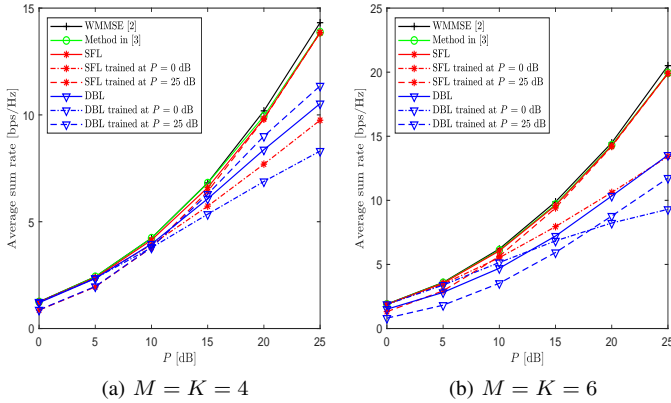 15
10
5
0
Average sum rate [bps/Hz]
WMMSE [2]
Method in [3]
SFL
SFL trained at P = 0 dB
SFL trained at P = 25 dB
DBL
DBL trained at P = 0 dB
DBL trained at P = 25 dB
0 5 10 15 20 25
P [dB]
(a) M = K = 4
25
20
15
10
5
0
Average sum rate [bps/Hz]
WMMSE [2]
Method in [3]
SFL
SFL trained at P = 0 dB
SFL trained at P = 25 dB
DBL
DBL trained at P = 0 dB
DBL trained at P = 25 dB
0 5 10 15 20 25
P [dB]
(b) M = K = 6